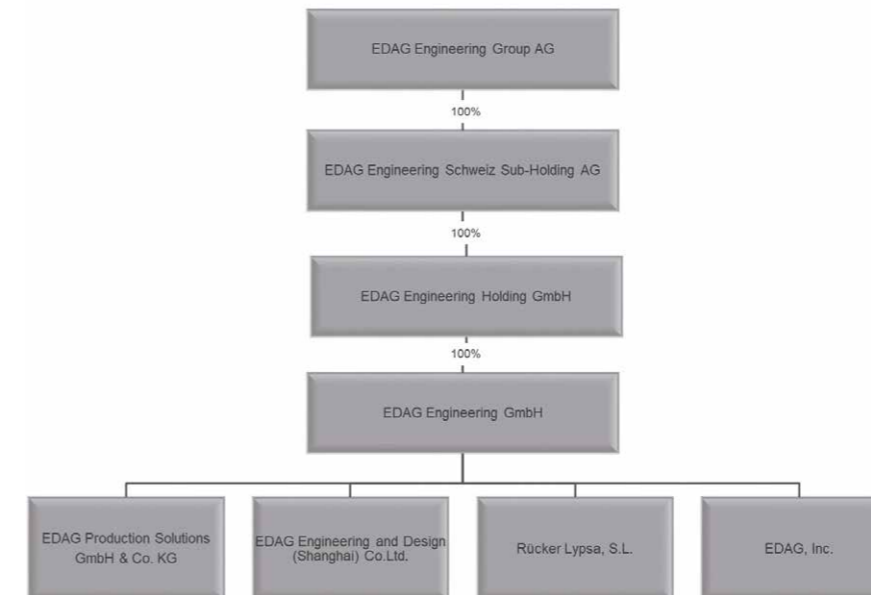 EDAG Engineering Group AG
100%
EDAG Engineering Schweiz Sub-Holding AG
100%
EDAG Engineering Holding GmbH
100%
EDAG Engineering GmbH
EDAG Production Solutions
GmbH & Co. KG
EDAG Engineering and Design
(Shanghai) Co.Ltd.
Rücker Lypsa, S.L.
EDAG, Inc.